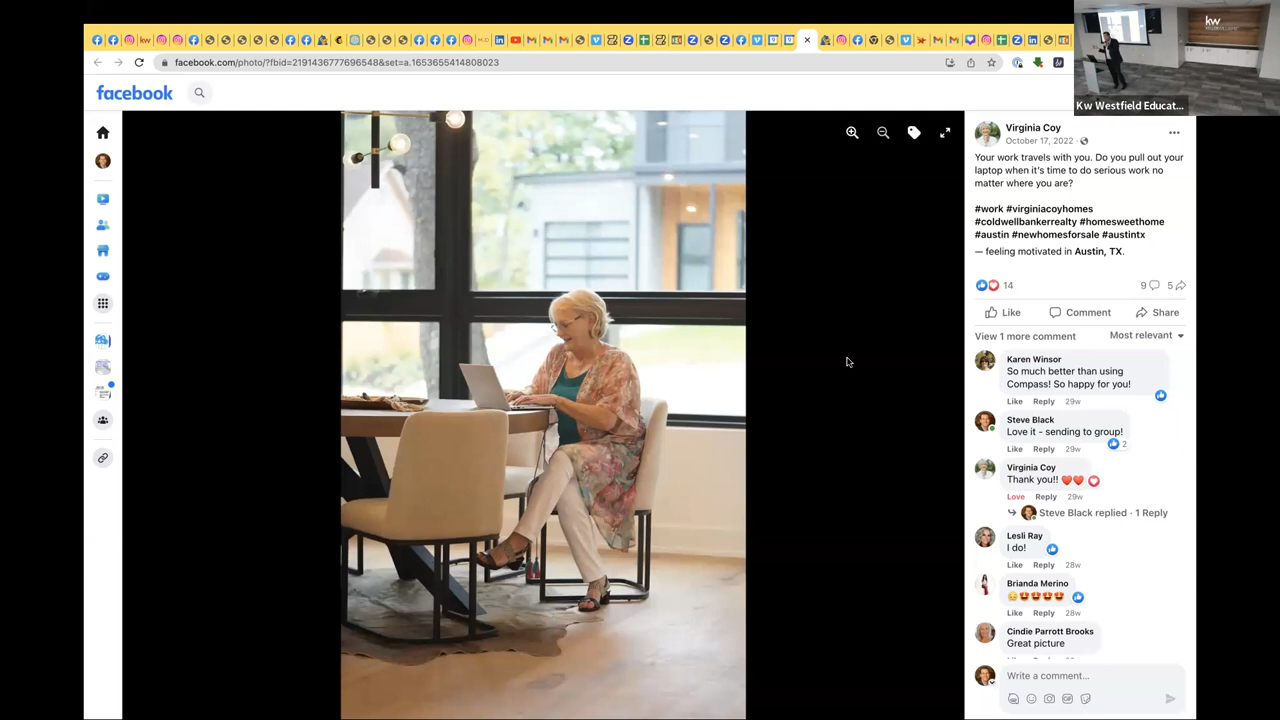 facebook.com/photo/?fbid=2191436777696548&set=a.1653655414808023
kw
Kw Westfield Educat...
facebook
Virginia Coy
October 17, 2022 ·
Your work travels with you. Do you pull out your
laptop when it's time to do serious work no
matter where you are?
#work #virginiacoyhomes
#coldwellbankerrealty #homesweethome
#austin #newhomesforsale #austintx
— feeling motivated in Austin, TX.
14
9
5
Like
Comment
Share
View 1 more comment
Most relevant
Karen Winsor
So much better than using
Compass! So happy for you!
Like Reply 29w
Steve Black
Love it - sending to group!
2
Like Reply 29w
Virginia Coy
Thank you!!
Love Reply 29w
Steve Black replied · 1 Reply
Lesli Ray
I do!
Like Reply 28w
Brianda Merino
Like Reply 28w
Cindie Parrott Brooks
Great picture
Write a comment...
GIF